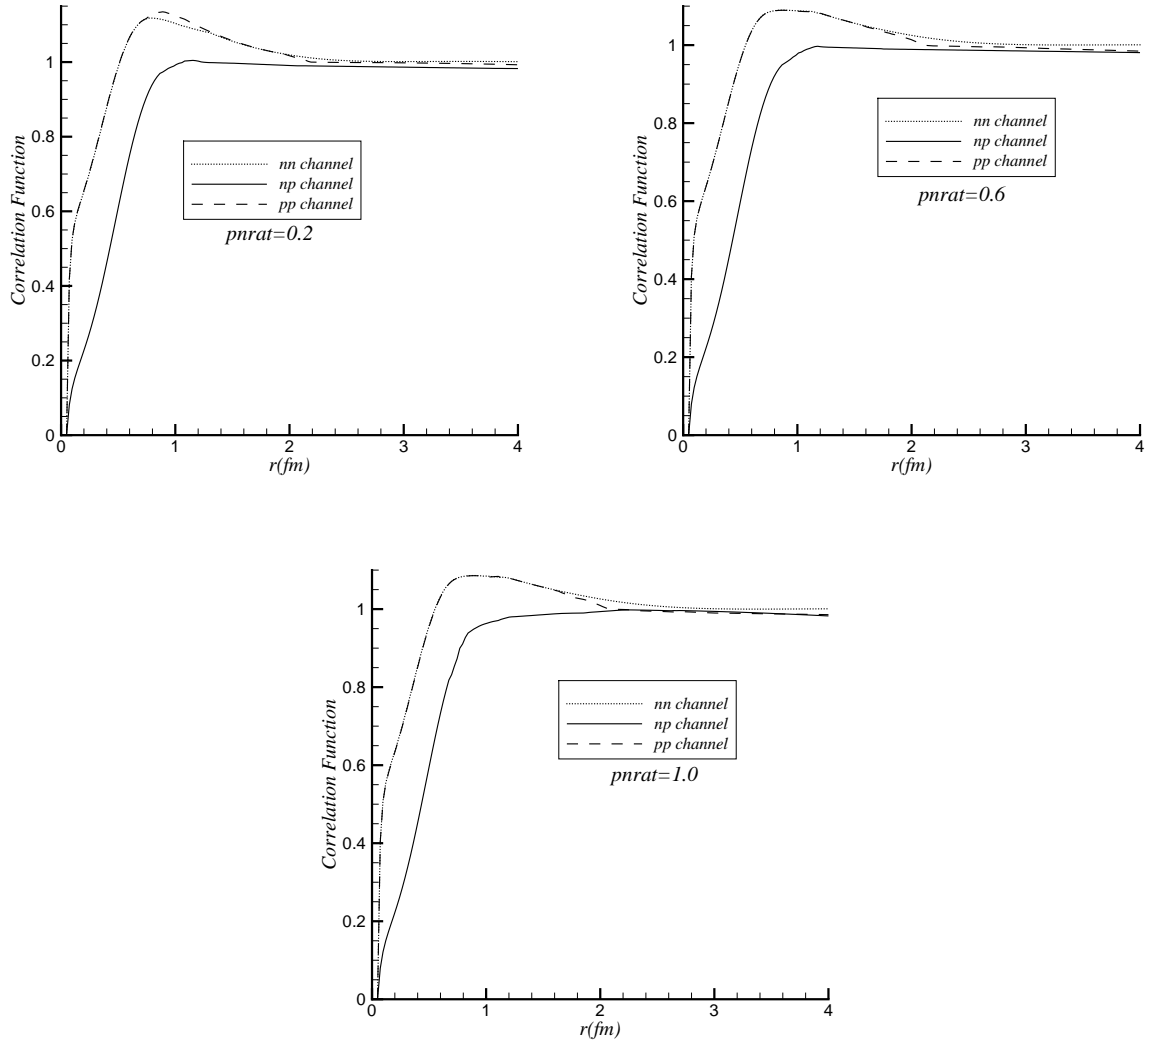 1
0.8
0.6
0.4
0.2
0
0 1 2 3 4
Correlation Function
r(fm)
nn channel
np channel
pp channel
pnrat=0.2
1
0.8
0.6
0.4
0.2
0
0 1 2 3 4
Correlation Function
r(fm)
nn channel
np channel
pp channel
pnrat=0.6
1
0.8
0.6
0.4
0.2
0
0 1 2 3 4
Correlation Function
r(fm)
nn channel
np channel
pp channel
pnrat=1.0